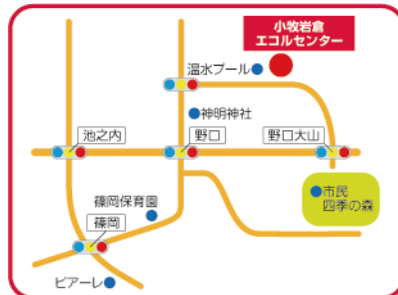 小牧岩倉
エコルセンター
温水プール
神明神社
池之内
野口
野口大山
篠岡保育園
市民
四季の森
篠岡
ピアーレ